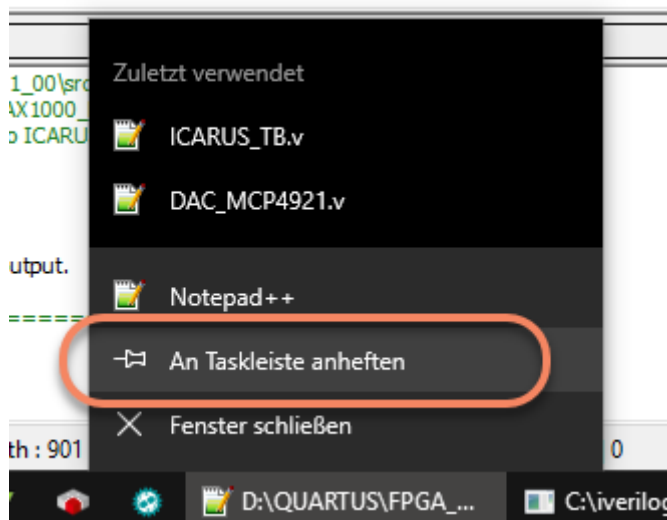 1_00\src
AX1000_
o ICARU
utput.
=====
th : 901
Zuletzt verwendet
ICARUS_TB.v
DAC_MCP4921.v
Notepad++
An Taskleiste anheften
Fenster schließen
0
D:\QUARTUS\FPGA_...
C:\iverilog